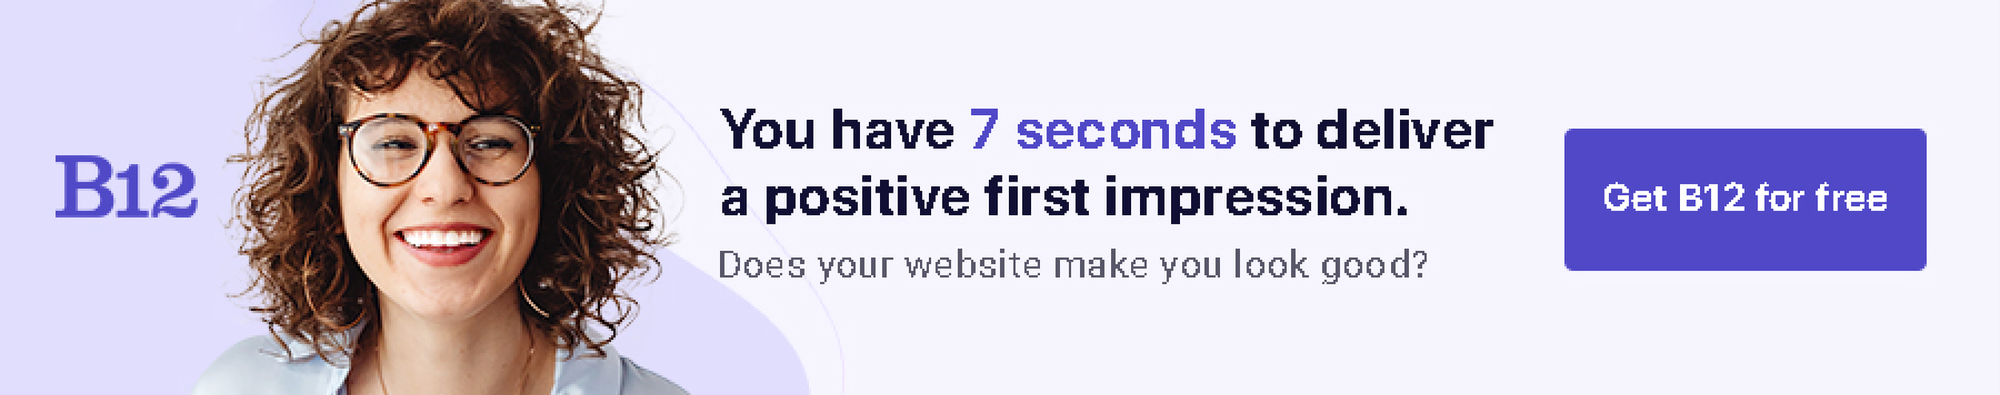 B12
You have 7 seconds to deliver
a positive first impression.
Does your website make you look good?
Get B12 for free